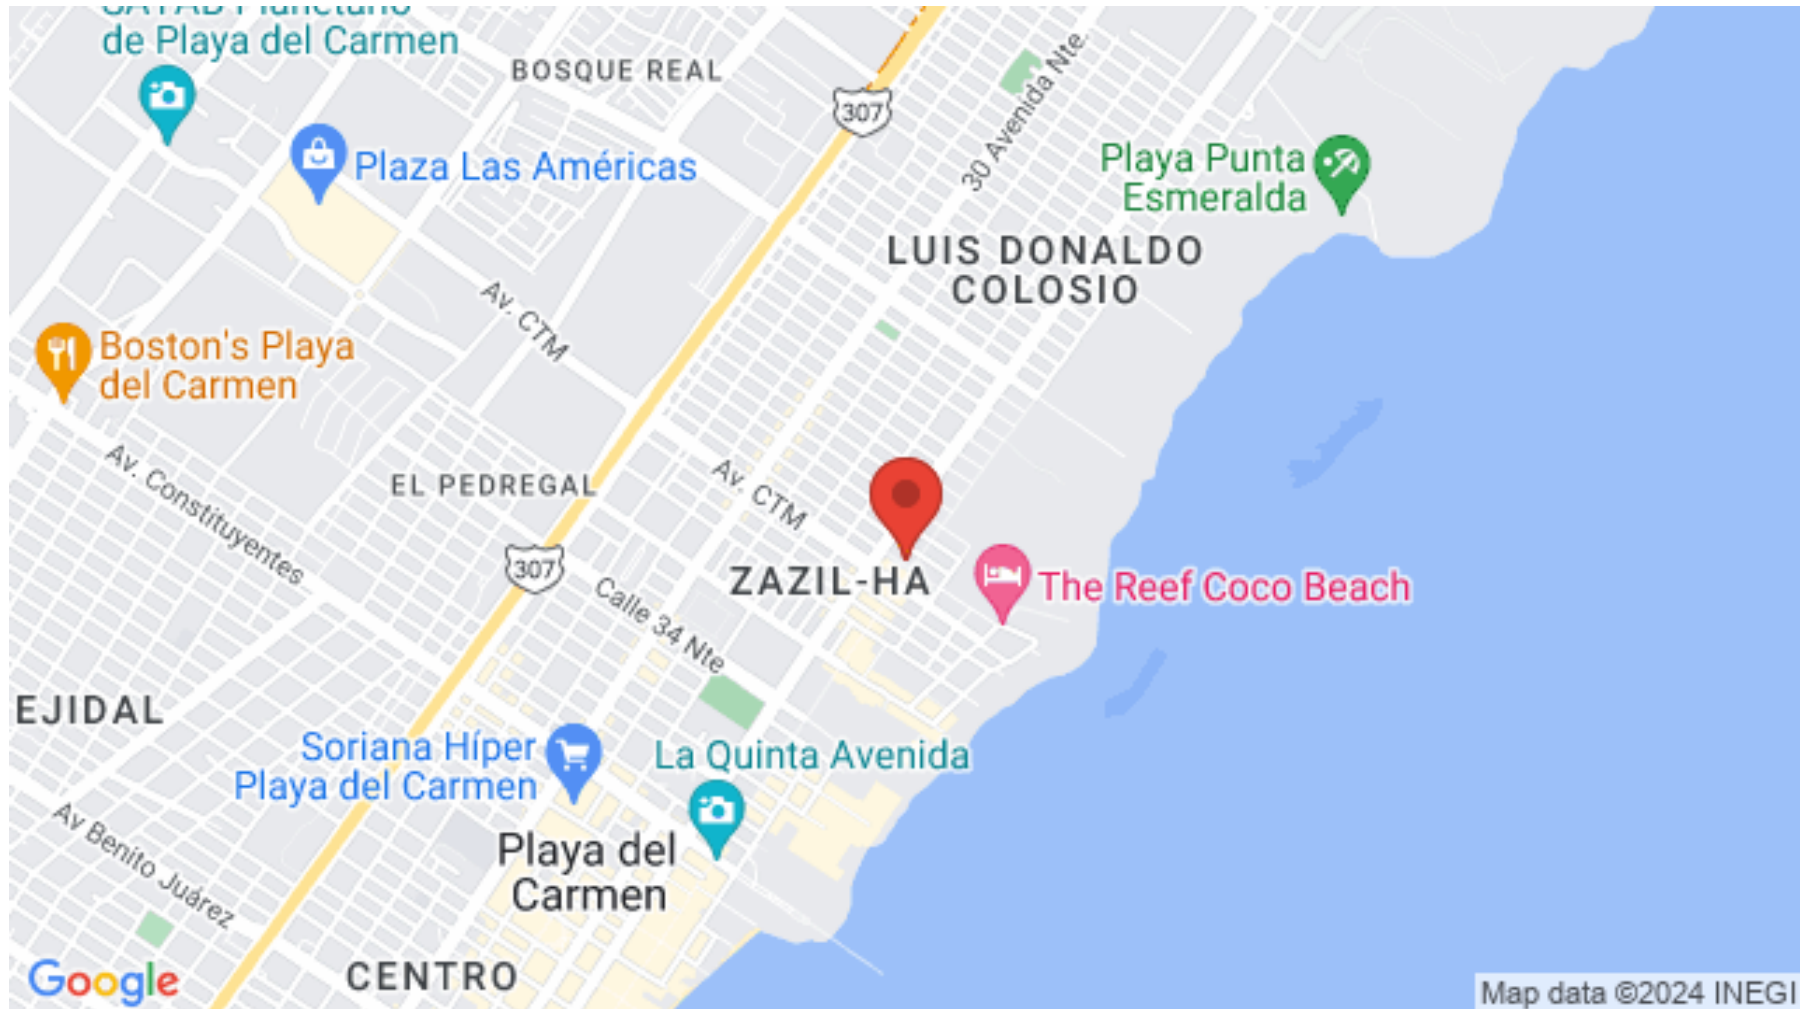 de Playa del Carmen
BOSQUE REAL
307
30 Avenida Nte.
Plaza Las Américas
Playa Punta
Esmeralda
LUIS DONALDO
COLOSIO
Av. CTM
Boston's Playa
del Carmen
Av. Constituyentes
EL PEDREGAL
Av. CTM
307
ZAZIL-HA
The Reef Coco Beach
Calle 34 Nte
EJIDAL
Soriana Híper
Playa del Carmen
La Quinta Avenida
Av Benito Juárez
Playa del
Carmen
CENTRO
Google
Map data ©2024 INEGI